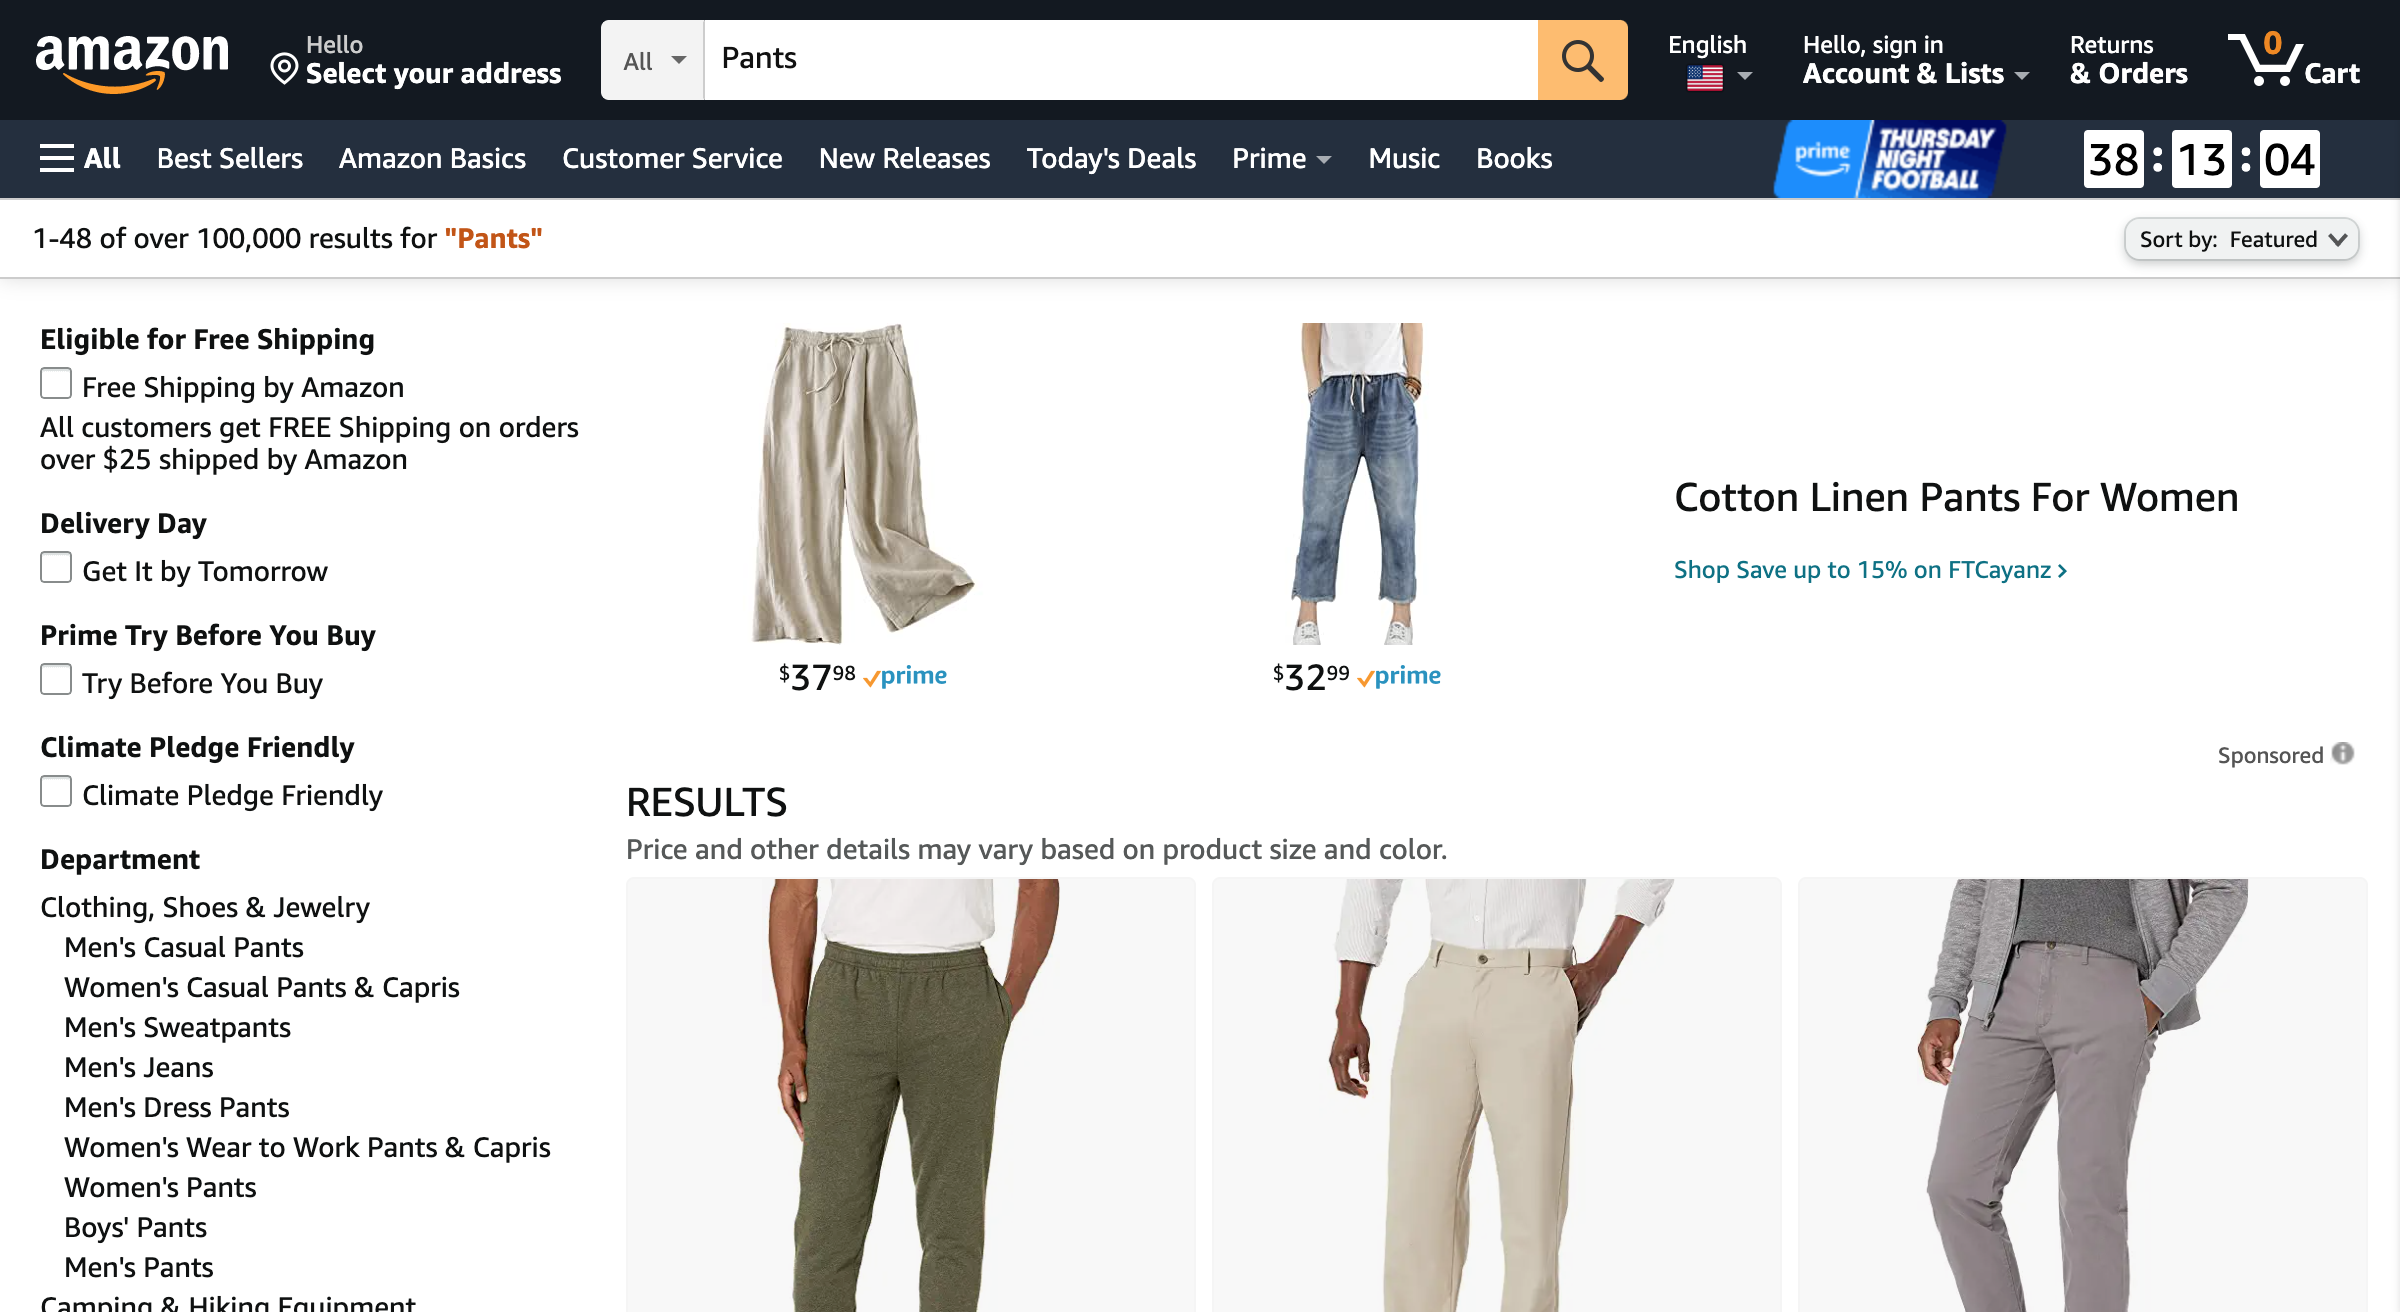 amazon
Hello
Select your address
All
Pants
English
Hello, sign in
Account & Lists
Returns
& Orders
0
Cart
All
Best Sellers
Amazon Basics
Customer Service
New Releases
Today's Deals
Prime
Music
Books
prime
THURSDAY
NIGHT
FOOTBALL
38 : 13 : 04
1-48 of over 100,000 results for "Pants"
Sort by: Featured
Eligible for Free Shipping
Free Shipping by Amazon
All customers get FREE Shipping on orders
over $25 shipped by Amazon
Delivery Day
Get It by Tomorrow
Prime Try Before You Buy
Try Before You Buy
Climate Pledge Friendly
Climate Pledge Friendly
Department
Clothing, Shoes & Jewelry
Men's Casual Pants
Women's Casual Pants & Capris
Men's Sweatpants
Men's Jeans
Men's Dress Pants
Women's Wear to Work Pants & Capris
Women's Pants
Boys' Pants
Men's Pants
Camping & Hiking Equipment
$37 98 prime
$32 99 prime
Cotton Linen Pants For Women
Shop Save up to 15% on FTCayanz ›
Sponsored
RESULTS
Price and other details may vary based on product size and color.